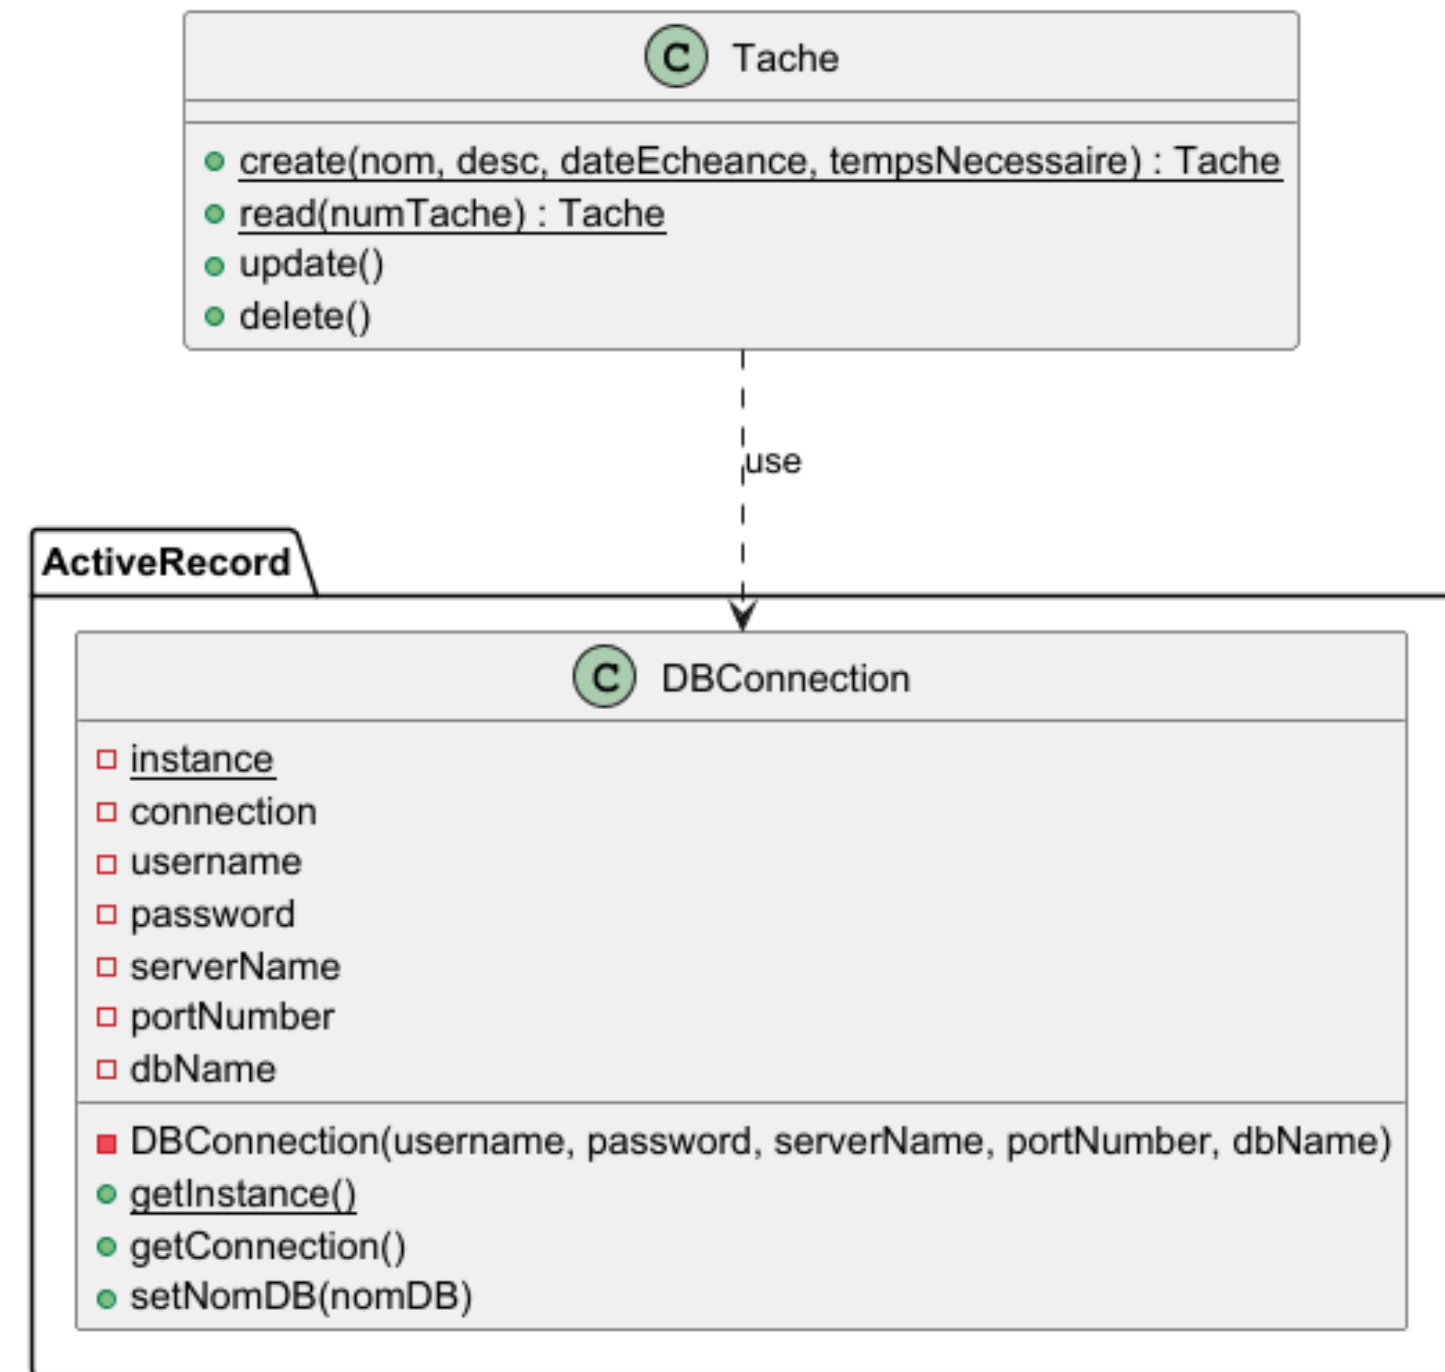 C Tache
create(nom, desc, dateEcheance, tempsNecessaire) : Tache
read(numTache) : Tache
update()
delete()
use
ActiveRecord
C DBConnection
instance
connection
username
password
serverName
portNumber
dbName
DBConnection(username, password, serverName, portNumber, dbName)
getInstance()
getConnection()
setNomDB(nomDB)